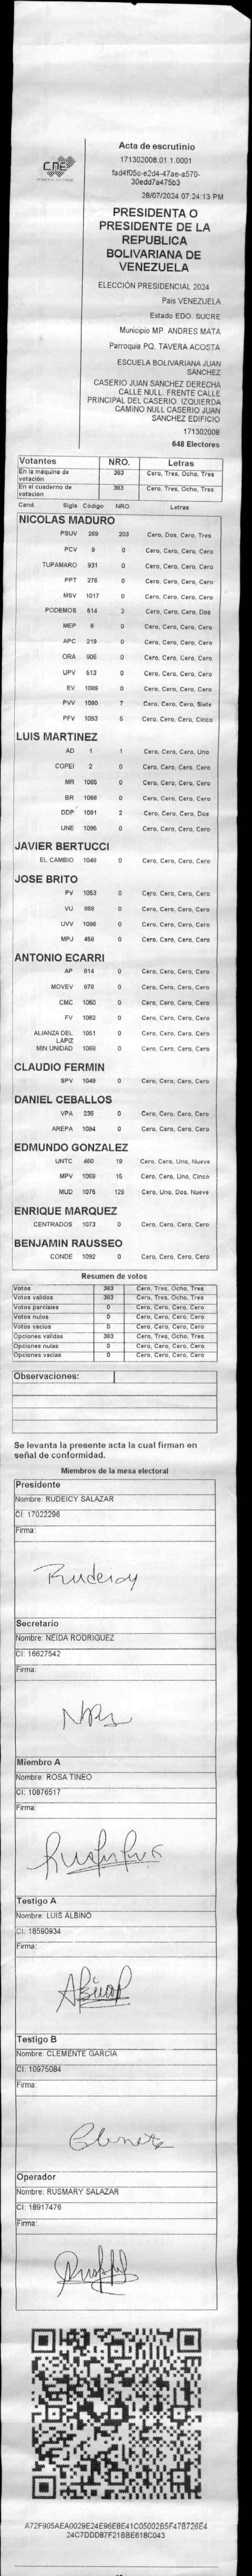 CNE
Acta de escrutinio
171302008.01.1.0001
fad4f05c-e2d4-47ae-a570-
30edd7a475b3
28/07/2024 07:24:13 PM
PRESIDENTA O
PRESIDENTE DE LA
REPUBLICA
BOLIVARIANA DE
VENEZUELA
ELECCIÓN PRESIDENCIAL 2024
Pais VENEZUELA
Estado EDO. SUCRE
Municipio MP. ANDRES MATA
Parroquia PQ. TAVERA ACOSTA
ESCUELA BOLIVARIANA JUAN
SÁNCHEZ
CASERIO JUAN SANCHEZ DERECHA
CALLE NULL. FRENTE CALLE
PRINCIPAL DEL CASERIO. IZQUIERDA
CAMINO NULL CASERIO JUAN
SANCHEZ EDIFICIO
171302008
648 Electores
Votantes NRO. Letras
En la máquina de votación 383 Cero, Tres, Ocho, Tres
En el cuaderno de votación 383 Cero, Tres, Ocho, Tres
Cand. Sigla Código NRO. Letras
NICOLAS MADURO
PSUV 269 203 Cero, Dos, Cero, Tres
PCV 9 0 Cero, Cero, Cero, Cero
TUPAMARO 931 0 Cero, Cero, Cero, Cero
PPT 276 0 Cero, Cero, Cero, Cero
MSV 1017 0 Cero, Cero, Cero, Cero
PODEMOS 514 2 Cero, Cero, Cero, Dos
MEP 6 0 Cero, Cero, Cero, Cero
APC 219 0 Cero, Cero, Cero, Cero
ORA 906 0 Cero, Cero, Cero, Cero
UPV 513 0 Cero, Cero, Cero, Cero
EV 1089 0 Cero, Cero, Cero, Cero
PVV 1090 7 Cero, Cero, Cero, Siete
PFV 1093 5 Cero, Cero, Cero, Cinco
LUIS MARTINEZ
AD 1 1 Cero, Cero, Cero, Uno
COPEI 2 0 Cero, Cero, Cero, Cero
MR 1065 0 Cero, Cero, Cero, Cero
BR 1066 0 Cero, Cero, Cero, Cero
DDP 1091 2 Cero, Cero, Cero, Dos
UNE 1095 0 Cero, Cero, Cero, Cero
JAVIER BERTUCCI
EL CAMBIO 1048 0 Cero, Cero, Cero, Cero
JOSE BRITO
PV 1053 0 Cero, Cero, Cero, Cero
VU 868 0 Cero, Cero, Cero, Cero
UVV 1096 0 Cero, Cero, Cero, Cero
MPJ 458 0 Cero, Cero, Cero, Cero
ANTONIO ECARRI
AP 814 0 Cero, Cero, Cero, Cero
MOVEV 878 0 Cero, Cero, Cero, Cero
CMC 1050 0 Cero, Cero, Cero, Cero
FV 1062 0 Cero, Cero, Cero, Cero
ALIANZA DEL LAPIZ 1051 0 Cero, Cero, Cero, Cero
MIN UNIDAD 1088 0 Cero, Cero, Cero, Cero
CLAUDIO FERMIN
SPV 1049 0 Cero, Cero, Cero, Cero
DANIEL CEBALLOS
VPA 236 0 Cero, Cero, Cero, Cero
AREPA 1094 0 Cero, Cero, Cero, Cero
EDMUNDO GONZALEZ
UNTC 460 19 Cero, Cero, Uno, Nueve
MPV 1069 15 Cero, Cero, Uno, Cinco
MUD 1075 129 Cero, Uno, Dos, Nueve
ENRIQUE MARQUEZ
CENTRADOS 1073 0 Cero, Cero, Cero, Cero
BENJAMIN RAUSSEO
CONDE 1092 0 Cero, Cero, Cero, Cero
Resumen de votos
Votos 383 Cero, Tres, Ocho, Tres
Votos validos 383 Cero, Tres, Ocho, Tres
Votos parciales 0 Cero, Cero, Cero, Cero
Votos nulos 0 Cero, Cero, Cero, Cero
Votos vacios 0 Cero, Cero, Cero, Cero
Opciones validas 383 Cero, Tres, Ocho, Tres
Opciones nulas 0 Cero, Cero, Cero, Cero
Opciones vacias 0 Cero, Cero, Cero, Cero
Observaciones:
Se levanta la presente acta la cual firman en
señal de conformidad.
Miembros de la mesa electoral
Presidente
Nombre: RUDEICY SALAZAR
CI: 17022296
Firma:
Rudeicy
Secretario
Nombre: NEIDA RODRIGUEZ
CI: 16627542
Firma:
Miembro A
Nombre: ROSA TINEO
CI: 10876517
Firma:
Testigo A
Nombre: LUIS ALBINO
CI: 18590934
Firma:
Testigo B
Nombre: CLEMENTE GARCIA
CI: 10975084
Firma:
Operador
Nombre: RUSMARY SALAZAR
CI: 18917476
Firma:
A72F905AEA0029E24E96E8E41C05002B5F47B726E4
24C7DDD87F21BBE618C043